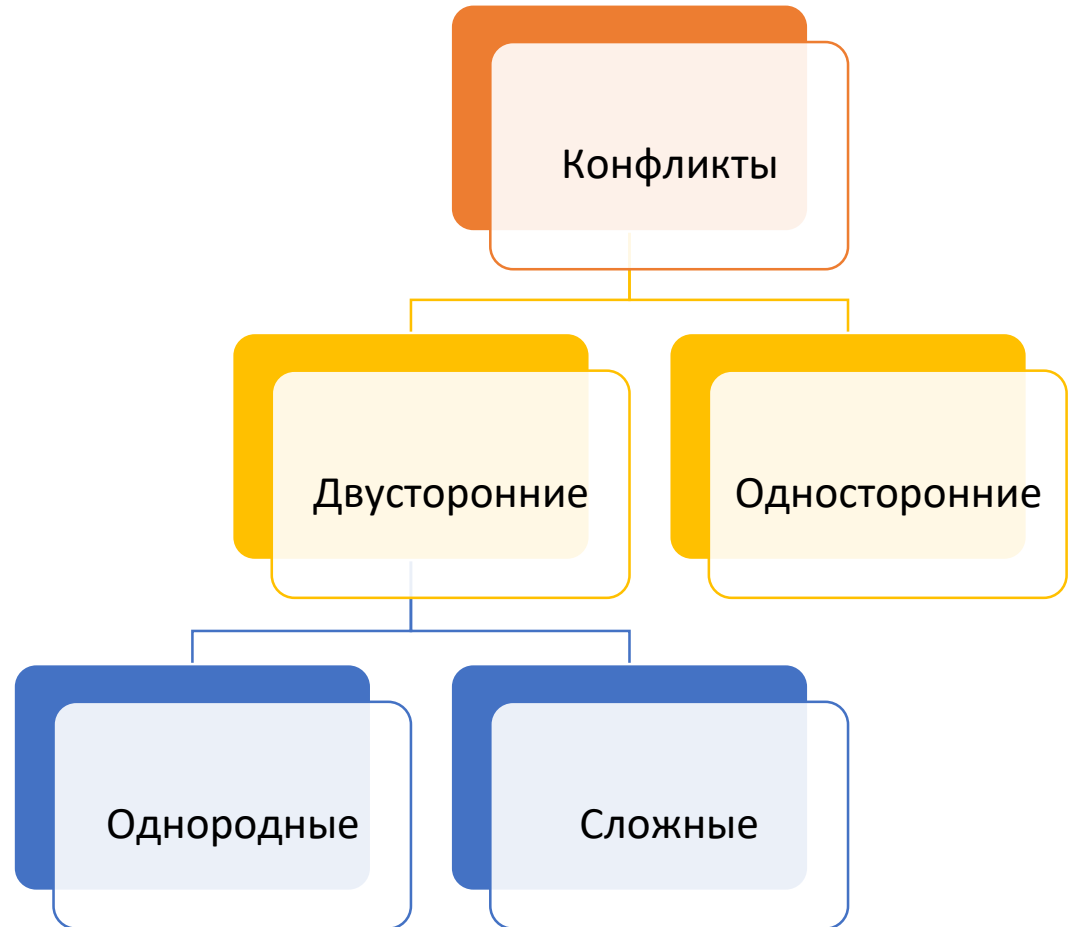 Конфликты
Двусторонние
Односторонние
Однородные
Сложные